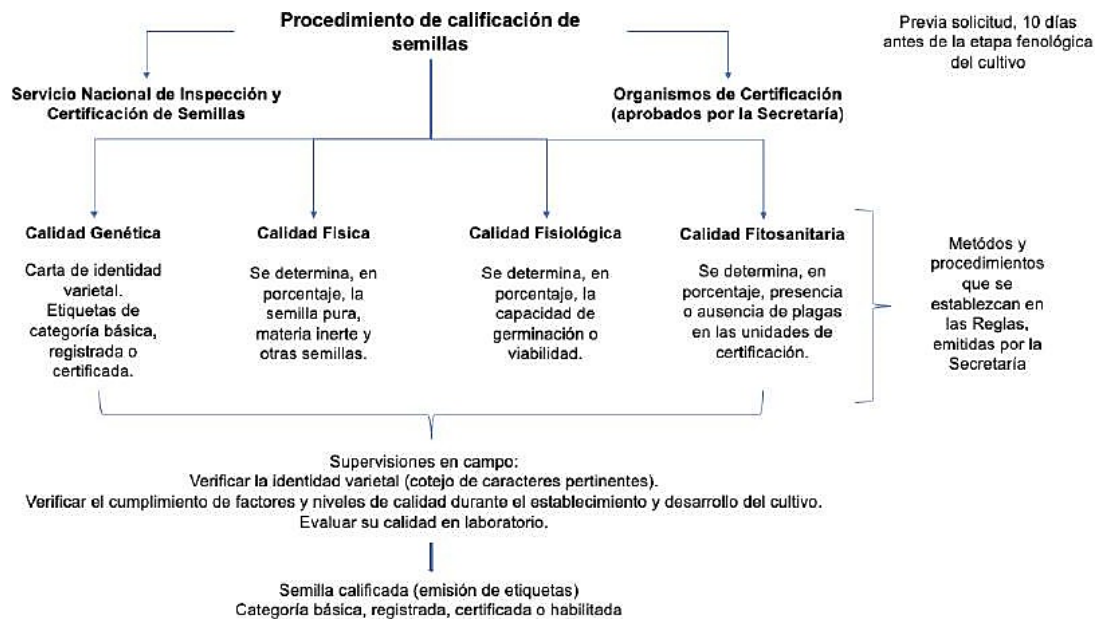 Procedimiento de calificación de
semillas
Previa solicitud, 10 días
antes de la etapa fenológica
del cultivo
Servicio Nacional de Inspección y
Certificación de Semillas
Organismos de Certificación
(aprobados por la Secretaría)
Calidad Genética
Carta de identidad
varietal.
Etiquetas de
categoría básica,
registrada o
certificada.
Calidad Fisica
Se determina, en
porcentaje, la
semilla pura,
materia inerte y
otras semillas.
Calidad Fisiológica
Se determina, en
porcentaje, la
capacidad de
germinación o
viabilidad.
Calidad Fitosanitaria
Se determina, en
porcentaje, presencia
o ausencia de plagas
en las unidades de
certificación.
Metódos y
procedimientos
que se
establezcan en
las Reglas,
emitidas por la
Secretaría
Supervisiones en campo:
Verificar la identidad varietal (cotejo de caracteres pertinentes).
Verificar el cumplimiento de factores y niveles de calidad durante el establecimiento y desarrollo del cultivo.
Evaluar su calidad en laboratorio.
Semilla calificada (emisión de etiquetas)
Categoría básica, registrada, certificada o habilitada